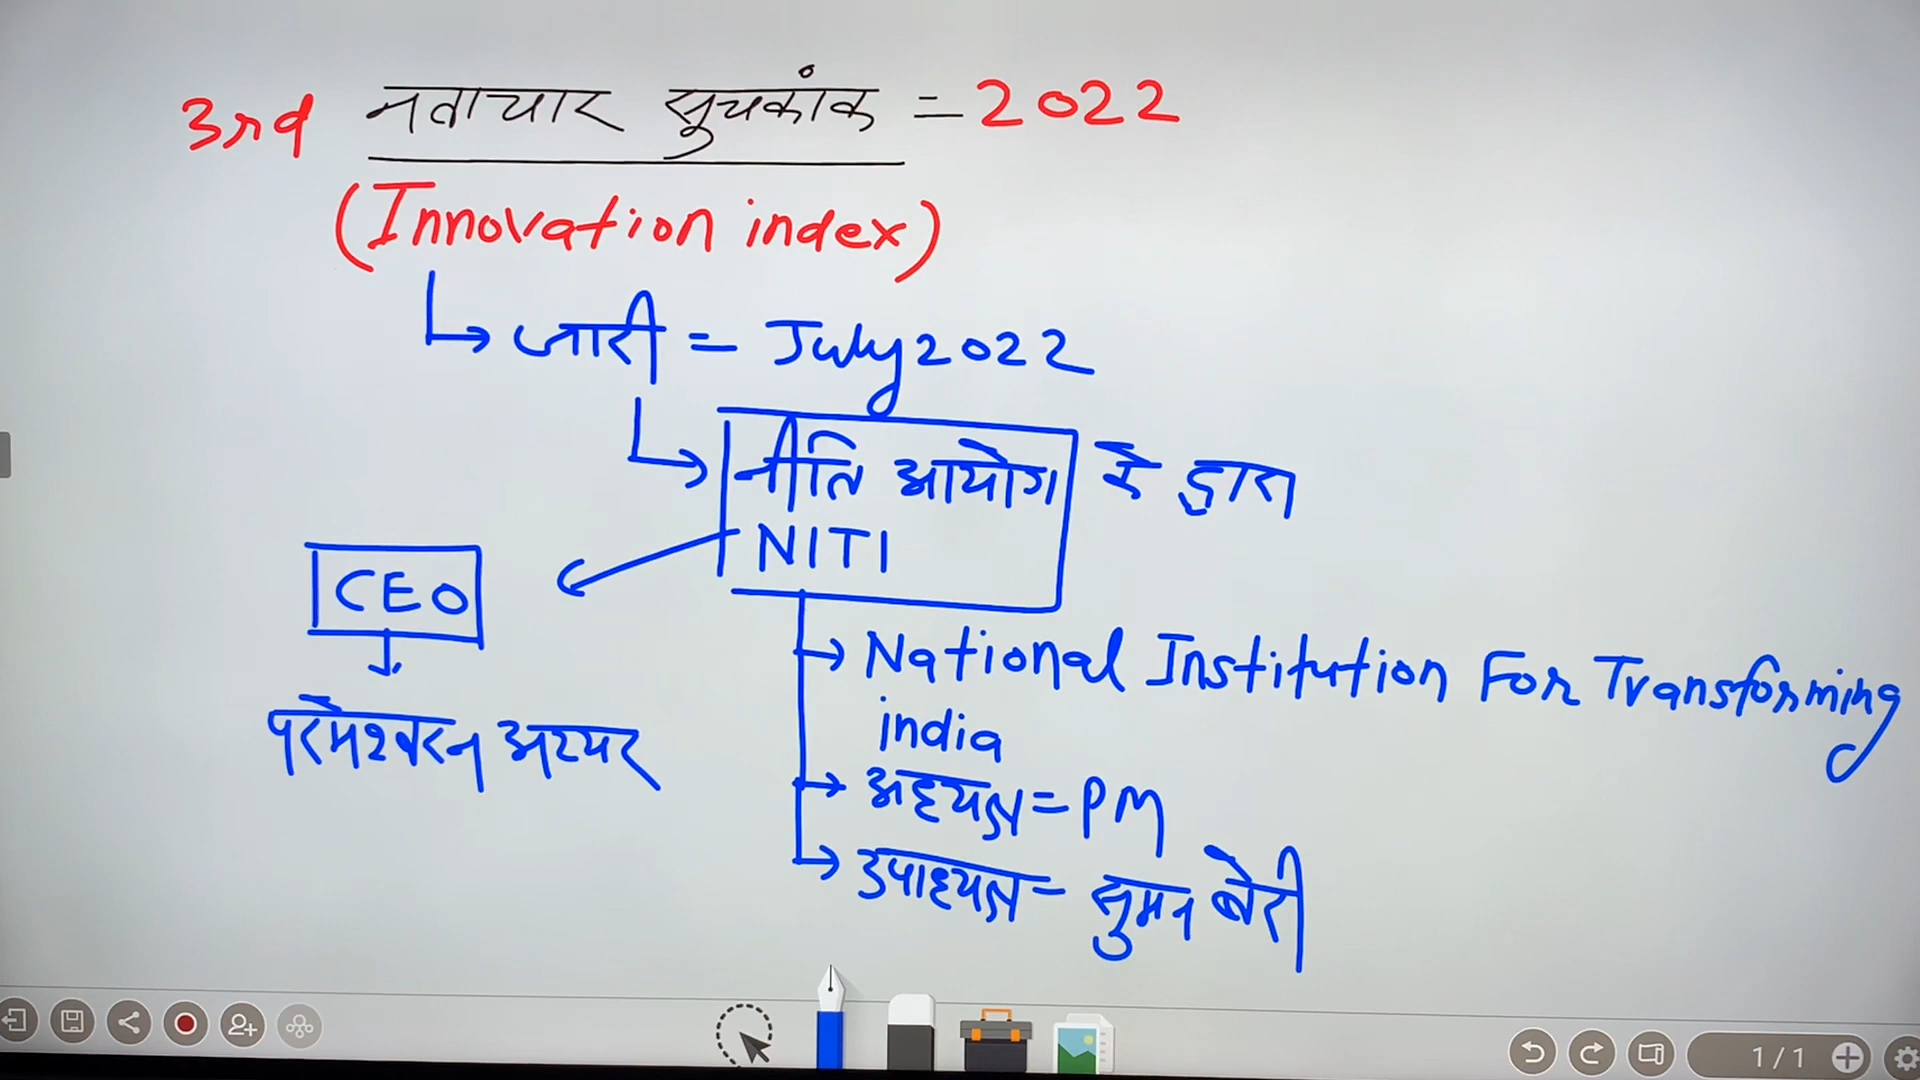 3rd नवाचार सूचकांक = 2022
(Innovation index)
जारी = July 2022
नीति आयोग के द्वारा
NITI
CEO
National Institution For Transforming
india
परमेश्वरन अय्यर
अध्यक्ष = PM
उपाध्यक्ष = सुमन बेरी
1/1